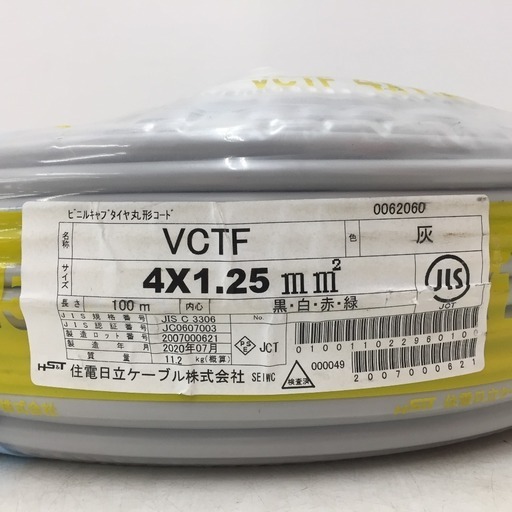 VCTF 4X1
ビニルキャブタイヤ丸形コード 0062060
名称 VCTF 色 灰
サイズ 4X1.25 mm²
JIS
JCT
長さ 100 m 内心 黒・白・赤・緑
JIS規格番号 JIS C 3306 No.
JIS認証番号 JC0607003
製造ロット番号 2007000621
製造年月 2020年07月
質量 11.2 kg(概算)
PSE JCT
0100110229601001
000049 2007000621
HS&T 住電日立ケーブル株式会社 SEIWC 検査済